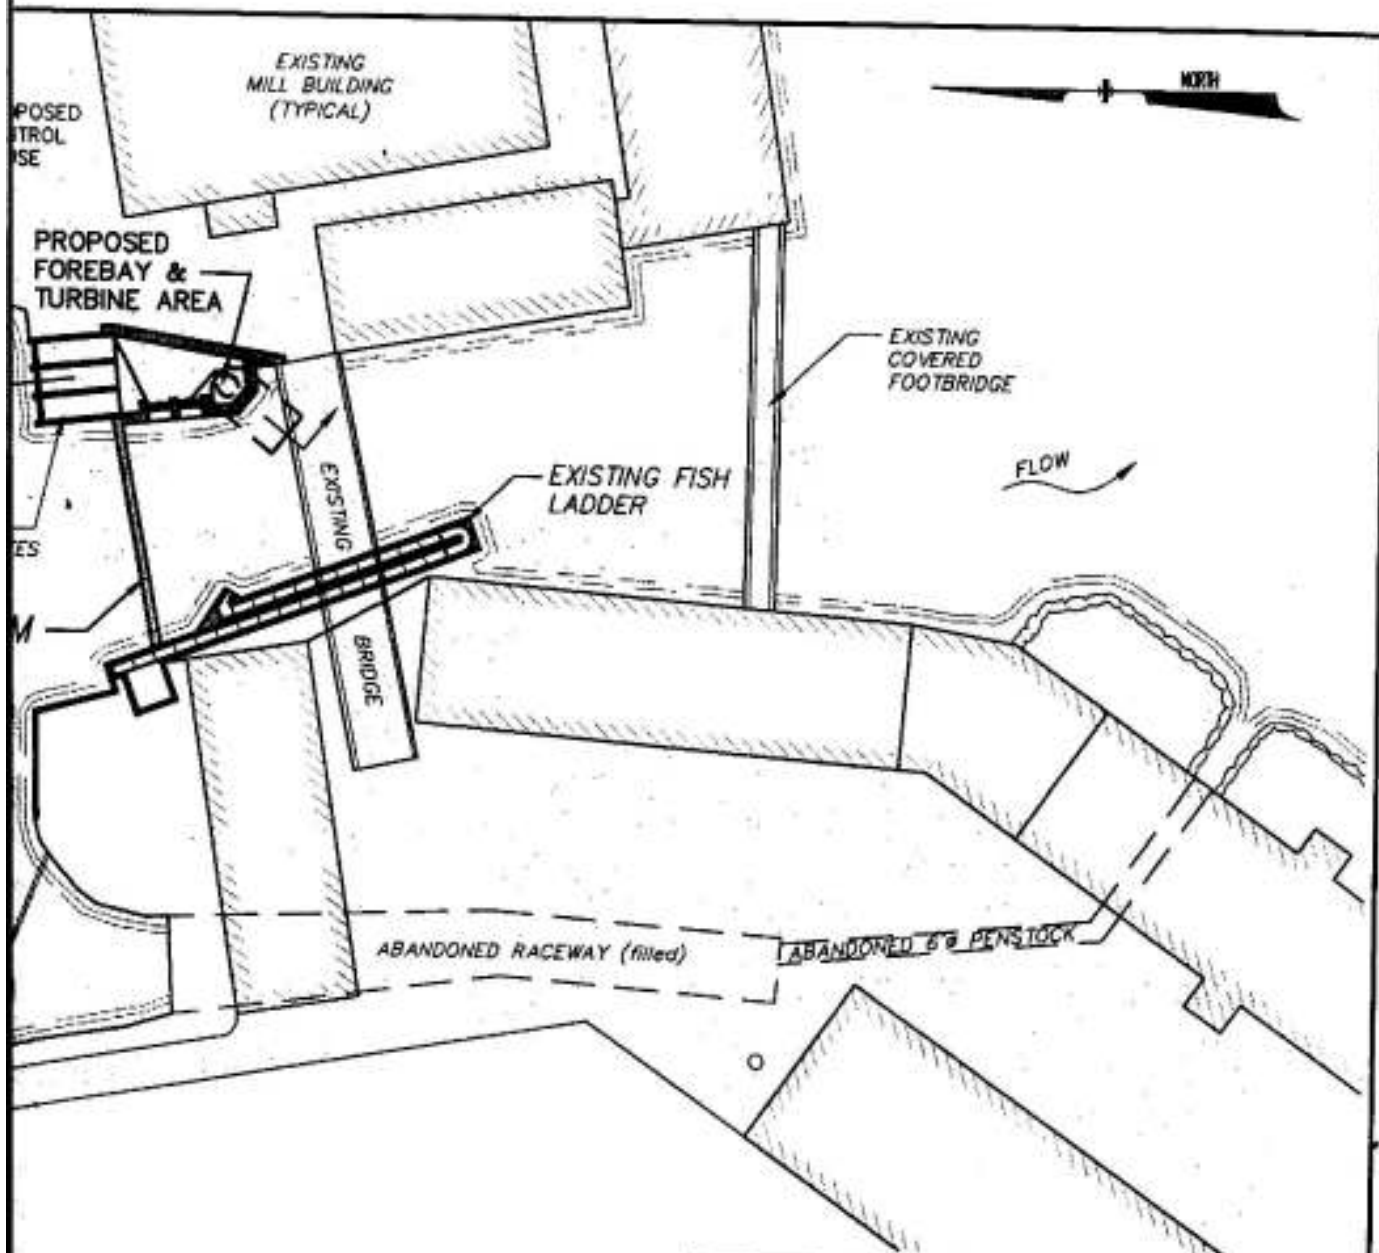 EXISTING
MILL BUILDING
(TYPICAL)
NORTH
PROPOSED
FOREBAY &
TURBINE AREA
EXISTING
COVERED
FOOTBRIDGE
FLOW
EXISTING FISH
LADDER
EXISTING
BRIDGE
ABANDONED RACEWAY (filled)
ABANDONED 6'ø PENSTOCK